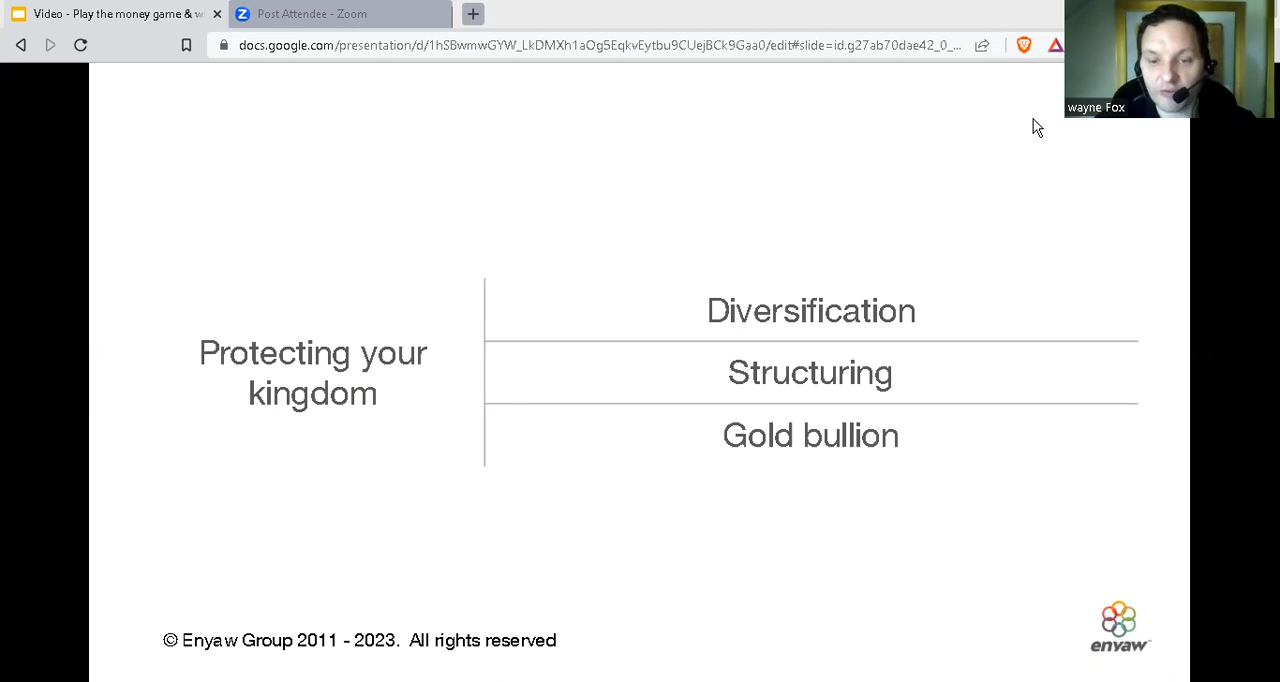 Video - Play the money game & w
Post Attendee - Zoom
docs.google.com/presentation/d/1hSBwmwGYW_LkDMXh1aOg5EqkvEytbu9CUejBCk9Gaa0/edit#slide=id.g27ab70dae42_0_...
wayne Fox
Protecting your
kingdom
Diversification
Structuring
Gold bullion
© Enyaw Group 2011 - 2023. All rights reserved
enyaw